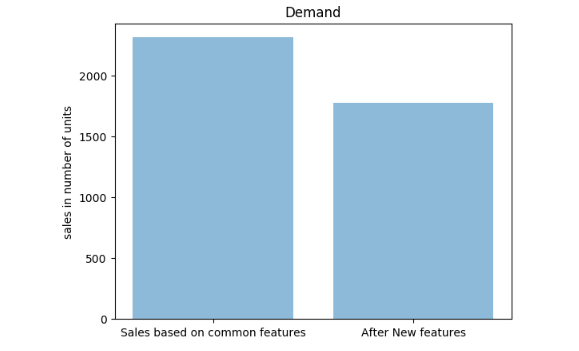 Demand
sales in number of units
2000
1500
1000
500
0
Sales based on common features
After New features